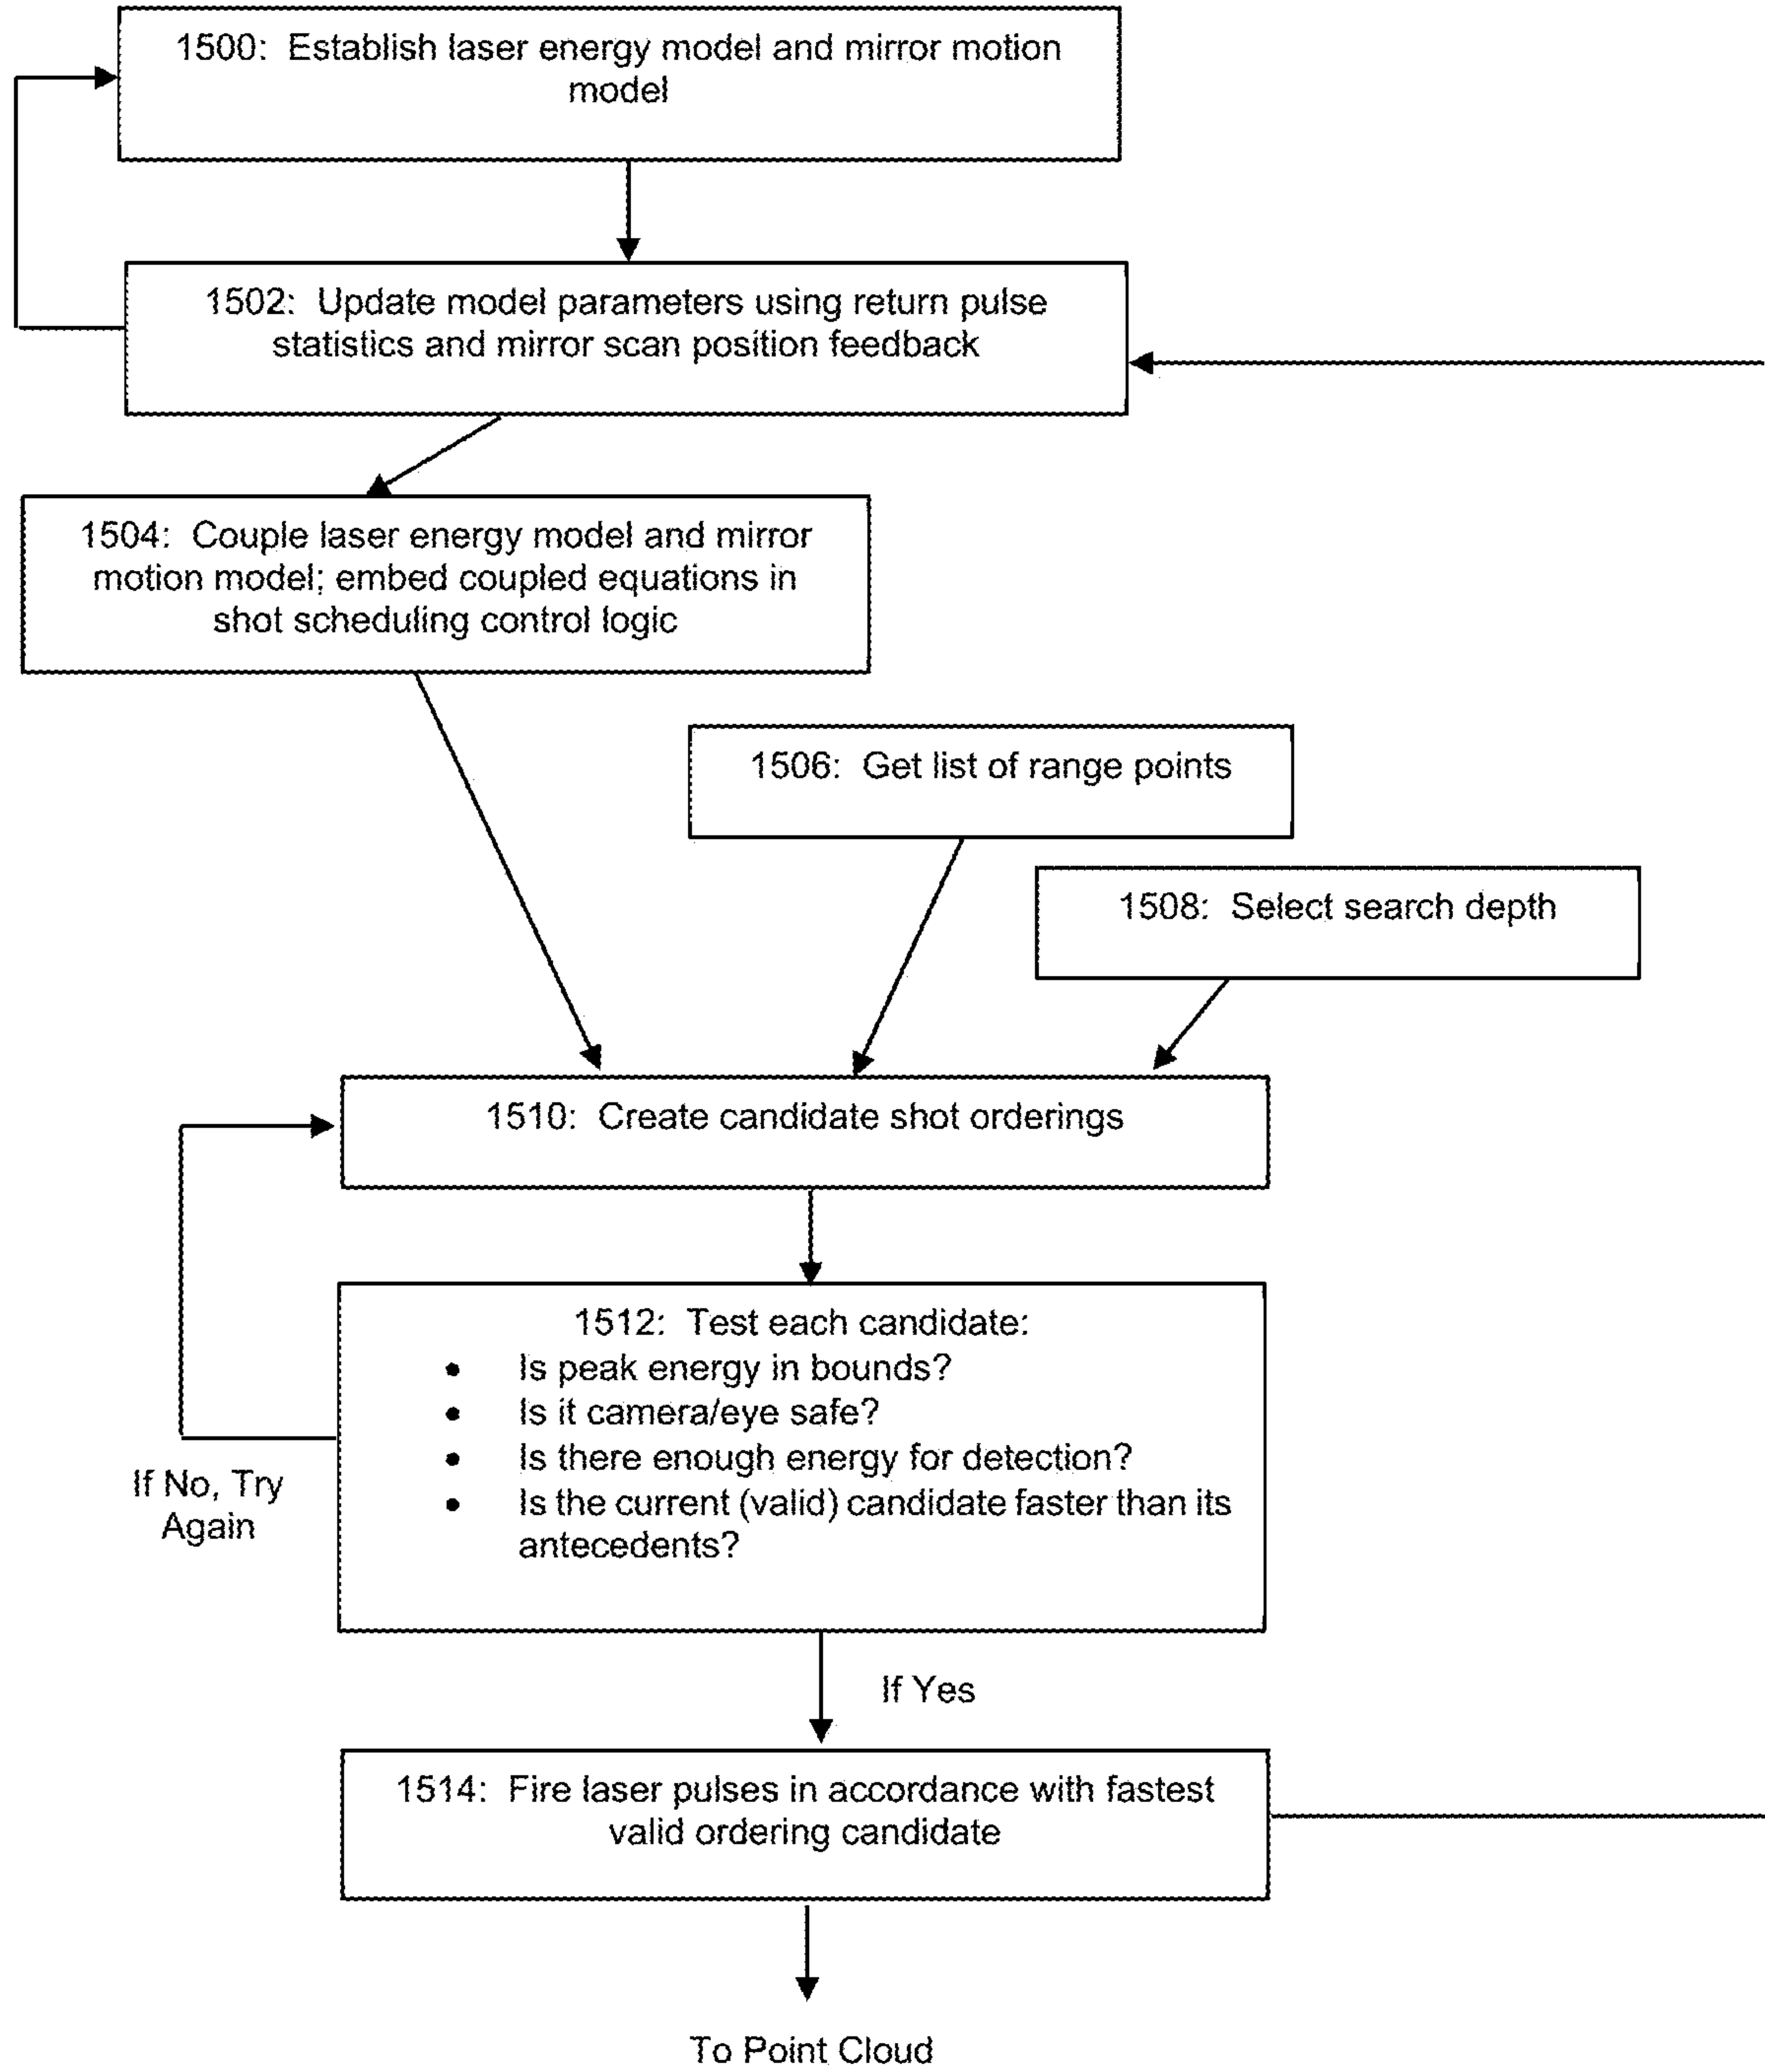 1500: Establish laser energy model and mirror motion
model
1502: Update model parameters using return pulse
statistics and mirror scan position feedback
1504: Couple laser energy model and mirror
motion model; embed coupled equations in
shot scheduling control logic
1506: Get list of range points
1508: Select search depth
1510: Create candidate shot orderings
1512: Test each candidate:
• Is peak energy in bounds?
• Is it camera/eye safe?
• Is there enough energy for detection?
• Is the current (valid) candidate faster than its
antecedents?
If No, Try
Again
If Yes
1514: Fire laser pulses in accordance with fastest
valid ordering candidate
To Point Cloud